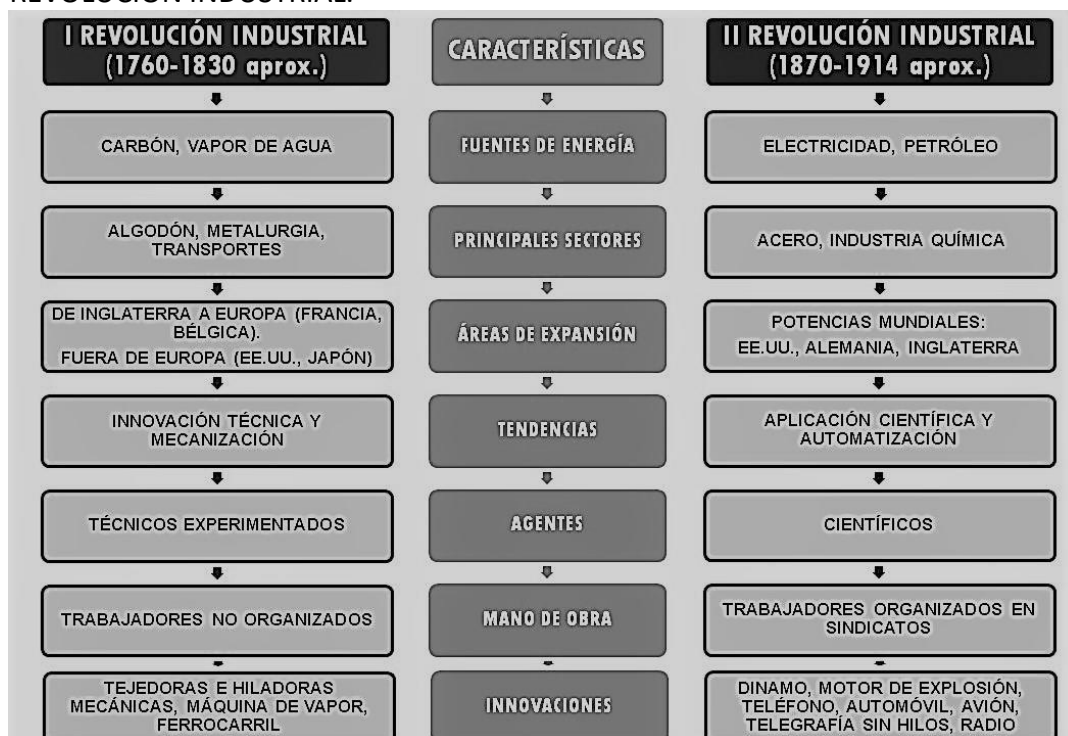 REVOLUCIÓN INDUSTRIAL.
I REVOLUCIÓN INDUSTRIAL
(1760-1830 aprox.)
CARACTERÍSTICAS
II REVOLUCIÓN INDUSTRIAL
(1870-1914 aprox.)
CARBÓN, VAPOR DE AGUA
FUENTES DE ENERGÍA
ELECTRICIDAD, PETRÓLEO
ALGODÓN, METALURGIA,
TRANSPORTES
PRINCIPALES SECTORES
ACERO, INDUSTRIA QUÍMICA
DE INGLATERRA A EUROPA (FRANCIA,
BÉLGICA).
FUERA DE EUROPA (EE.UU., JAPÓN)
ÁREAS DE EXPANSIÓN
POTENCIAS MUNDIALES:
EE.UU., ALEMANIA, INGLATERRA
INNOVACIÓN TÉCNICA Y
MECANIZACIÓN
TENDENCIAS
APLICACIÓN CIENTÍFICA Y
AUTOMATIZACIÓN
TÉCNICOS EXPERIMENTADOS
AGENTES
CIENTÍFICOS
TRABAJADORES NO ORGANIZADOS
MANO DE OBRA
TRABAJADORES ORGANIZADOS EN
SINDICATOS
TEJEDORAS E HILADORAS
MECÁNICAS, MÁQUINA DE VAPOR,
FERROCARRIL
INNOVACIONES
DINAMO, MOTOR DE EXPLOSIÓN,
TELÉFONO, AUTOMÓVIL, AVIÓN,
TELEGRAFÍA SIN HILOS, RADIO